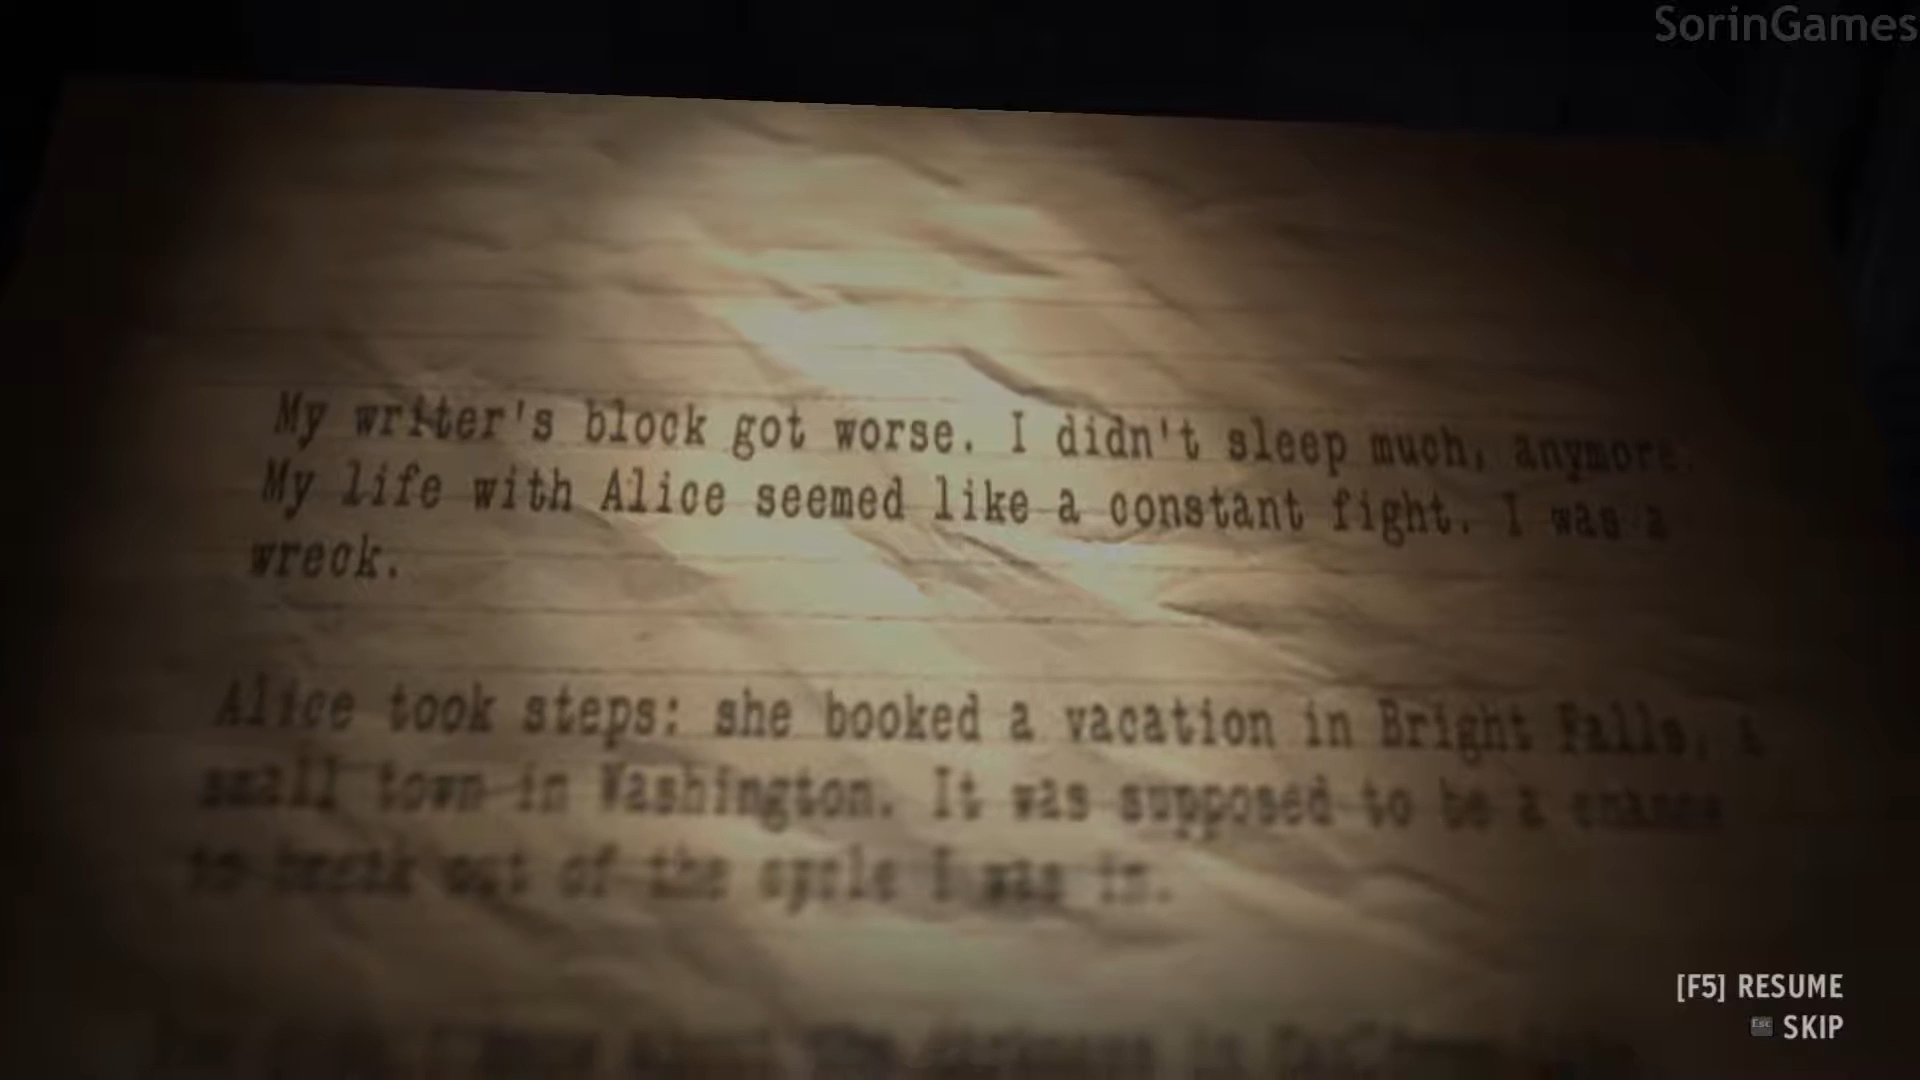 SorinGames
My writer's block got worse. I didn't sleep much, anymore.
My life with Alice seemed like a constant fight. I was a
wreck.
Alice took steps: she booked a vacation in Bright Falls, a
small town in Washington. It was supposed to be a chance
to break out of the cycle I was in.
[F5] RESUME
Esc SKIP